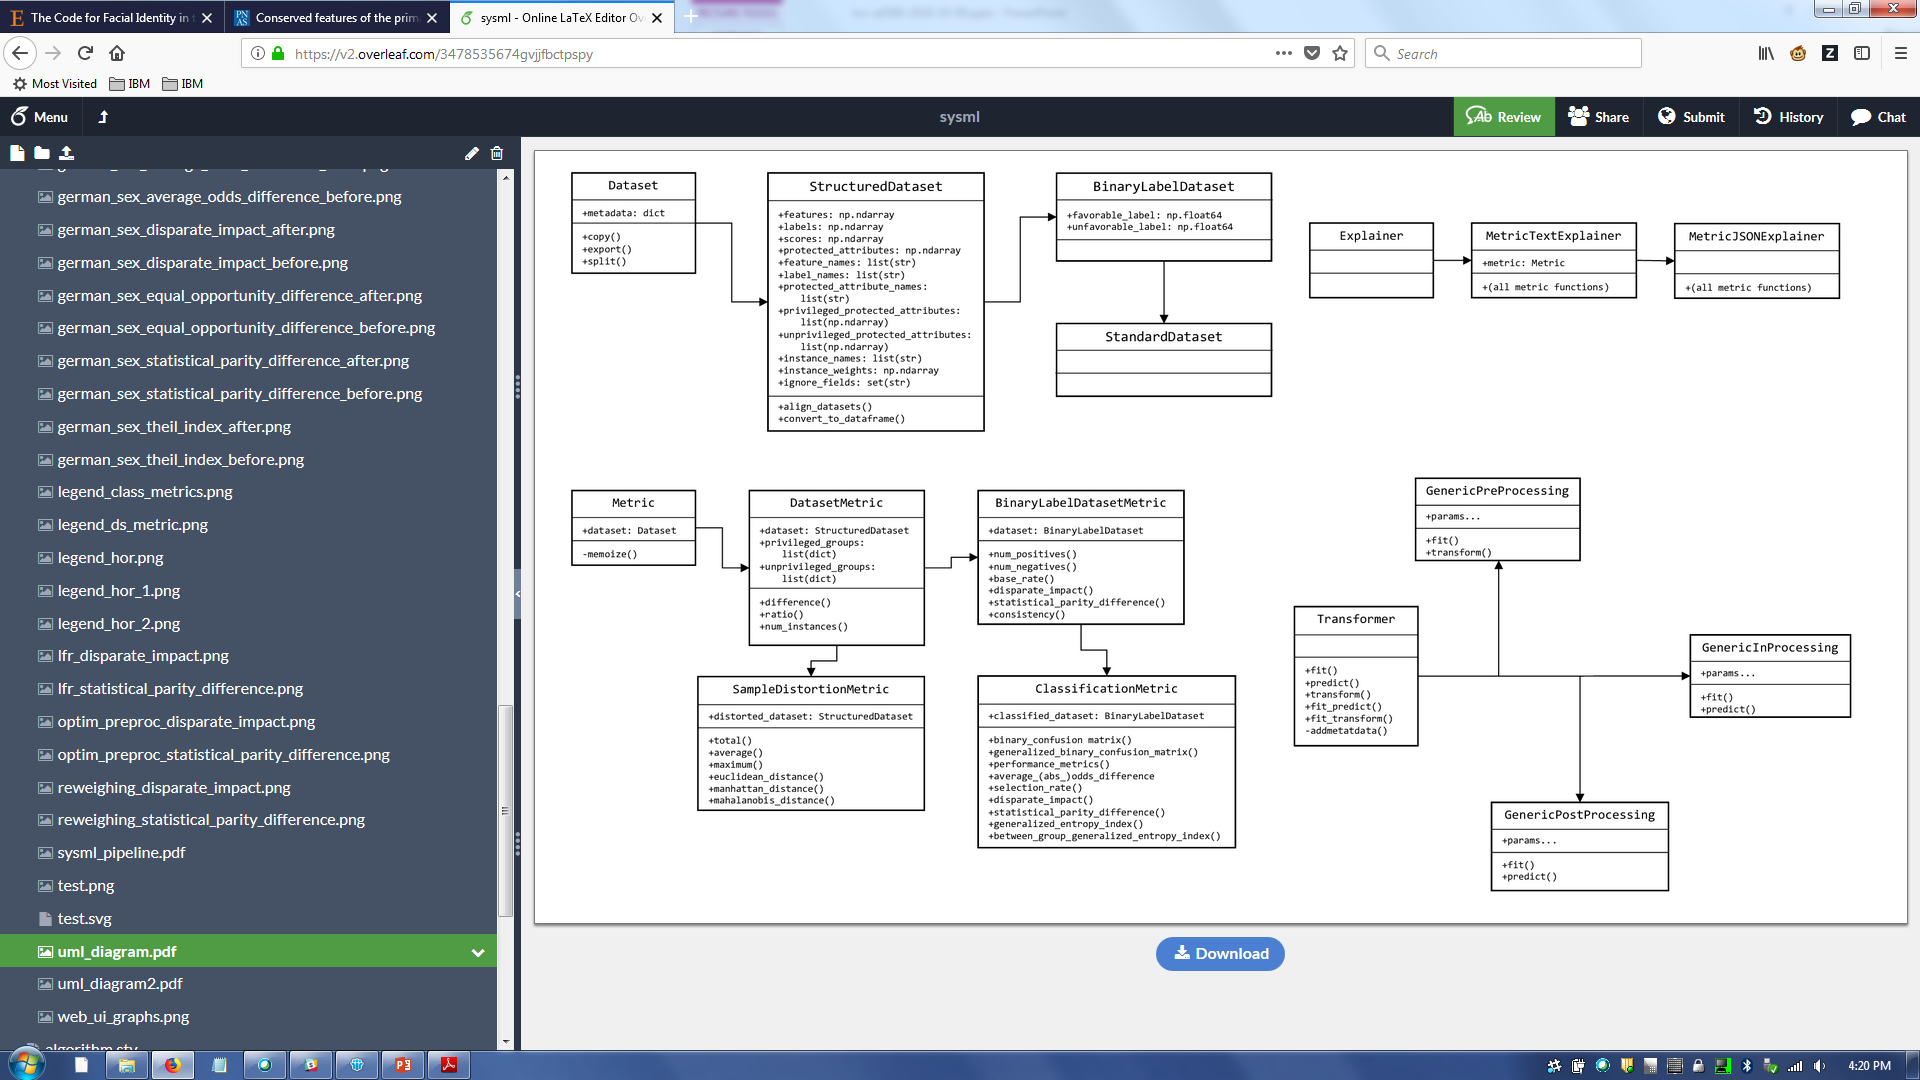 The Code for Facial Identity in t
Conserved features of the prim
sysml - Online LaTeX Editor Ov
https://v2.overleaf.com/3478535674gvjjfbctpspy
Search
Most Visited
IBM
IBM
Menu
sysml
Review
Share
Submit
History
Chat
german_sex_average_odds_difference_before.png
german_sex_disparate_impact_after.png
german_sex_disparate_impact_before.png
german_sex_equal_opportunity_difference_after.png
german_sex_equal_opportunity_difference_before.png
german_sex_statistical_parity_difference_after.png
german_sex_statistical_parity_difference_before.png
german_sex_theil_index_after.png
german_sex_theil_index_before.png
legend_class_metrics.png
legend_ds_metric.png
legend_hor.png
legend_hor_1.png
legend_hor_2.png
lfr_disparate_impact.png
lfr_statistical_parity_difference.png
optim_preproc_disparate_impact.png
optim_preproc_statistical_parity_difference.png
reweighing_disparate_impact.png
reweighing_statistical_parity_difference.png
sysml_pipeline.pdf
test.png
test.svg
uml_diagram.pdf
uml_diagram2.pdf
web_ui_graphs.png
algorithm.sty
Dataset
+metadata: dict
+copy()
+export()
+split()
StructuredDataset
+features: np.ndarray
+labels: np.ndarray
+scores: np.ndarray
+protected_attributes: np.ndarray
+feature_names: list(str)
+label_names: list(str)
+protected_attribute_names:
list(str)
+privileged_protected_attributes:
list(np.ndarray)
+unprivileged_protected_attributes:
list(np.ndarray)
+instance_names: list(str)
+instance_weights: np.ndarray
+ignore_fields: set(str)
+align_datasets()
+convert_to_dataframe()
BinaryLabelDataset
+favorable_label: np.float64
+unfavorable_label: np.float64
StandardDataset
Explainer
MetricTextExplainer
+metric: Metric
+(all metric functions)
MetricJSONExplainer
+(all metric functions)
Metric
+dataset: Dataset
-memoize()
DatasetMetric
+dataset: StructuredDataset
+privileged_groups:
list(dict)
+unprivileged_groups:
list(dict)
+difference()
+ratio()
+num_instances()
BinaryLabelDatasetMetric
+dataset: BinaryLabelDataset
+num_positives()
+num_negatives()
+base_rate()
+disparate_impact()
+statistical_parity_difference()
+consistency()
SampleDistortionMetric
+distorted_dataset: StructuredDataset
+total()
+average()
+maximum()
+euclidean_distance()
+manhattan_distance()
+mahalanobis_distance()
ClassificationMetric
+classified_dataset: BinaryLabelDataset
+binary_confusion matrix()
+generalized_binary_confusion_matrix()
+performance_metrics()
+average_(abs_)odds_difference
+selection_rate()
+disparate_impact()
+statistical_parity_difference()
+generalized_entropy_index()
+between_group_generalized_entropy_index()
GenericPreProcessing
+params...
+fit()
+transform()
Transformer
+fit()
+predict()
+transform()
+fit_predict()
+fit_transform()
-addmetatdata()
GenericInProcessing
+params...
+fit()
+predict()
GenericPostProcessing
+params...
+fit()
+predict()
Download
4:20 PM